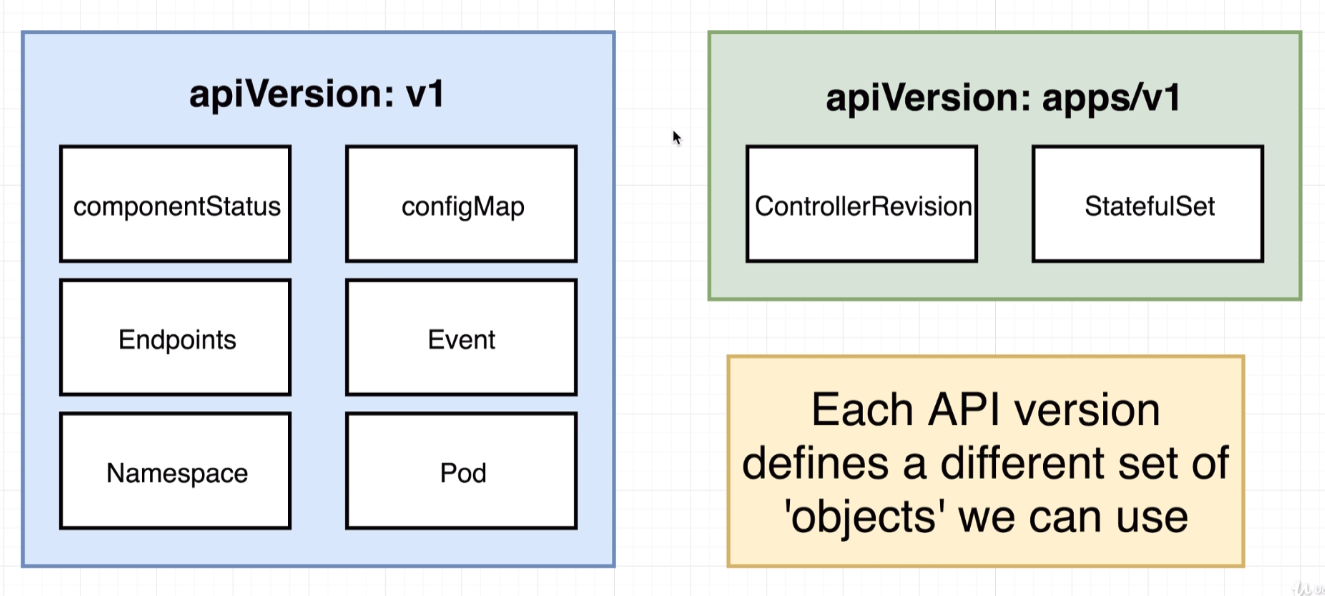 apiVersion: v1
componentStatus
configMap
Endpoints
Event
Namespace
Pod
apiVersion: apps/v1
ControllerRevision
StatefulSet
Each API version
defines a different set of
'objects' we can use